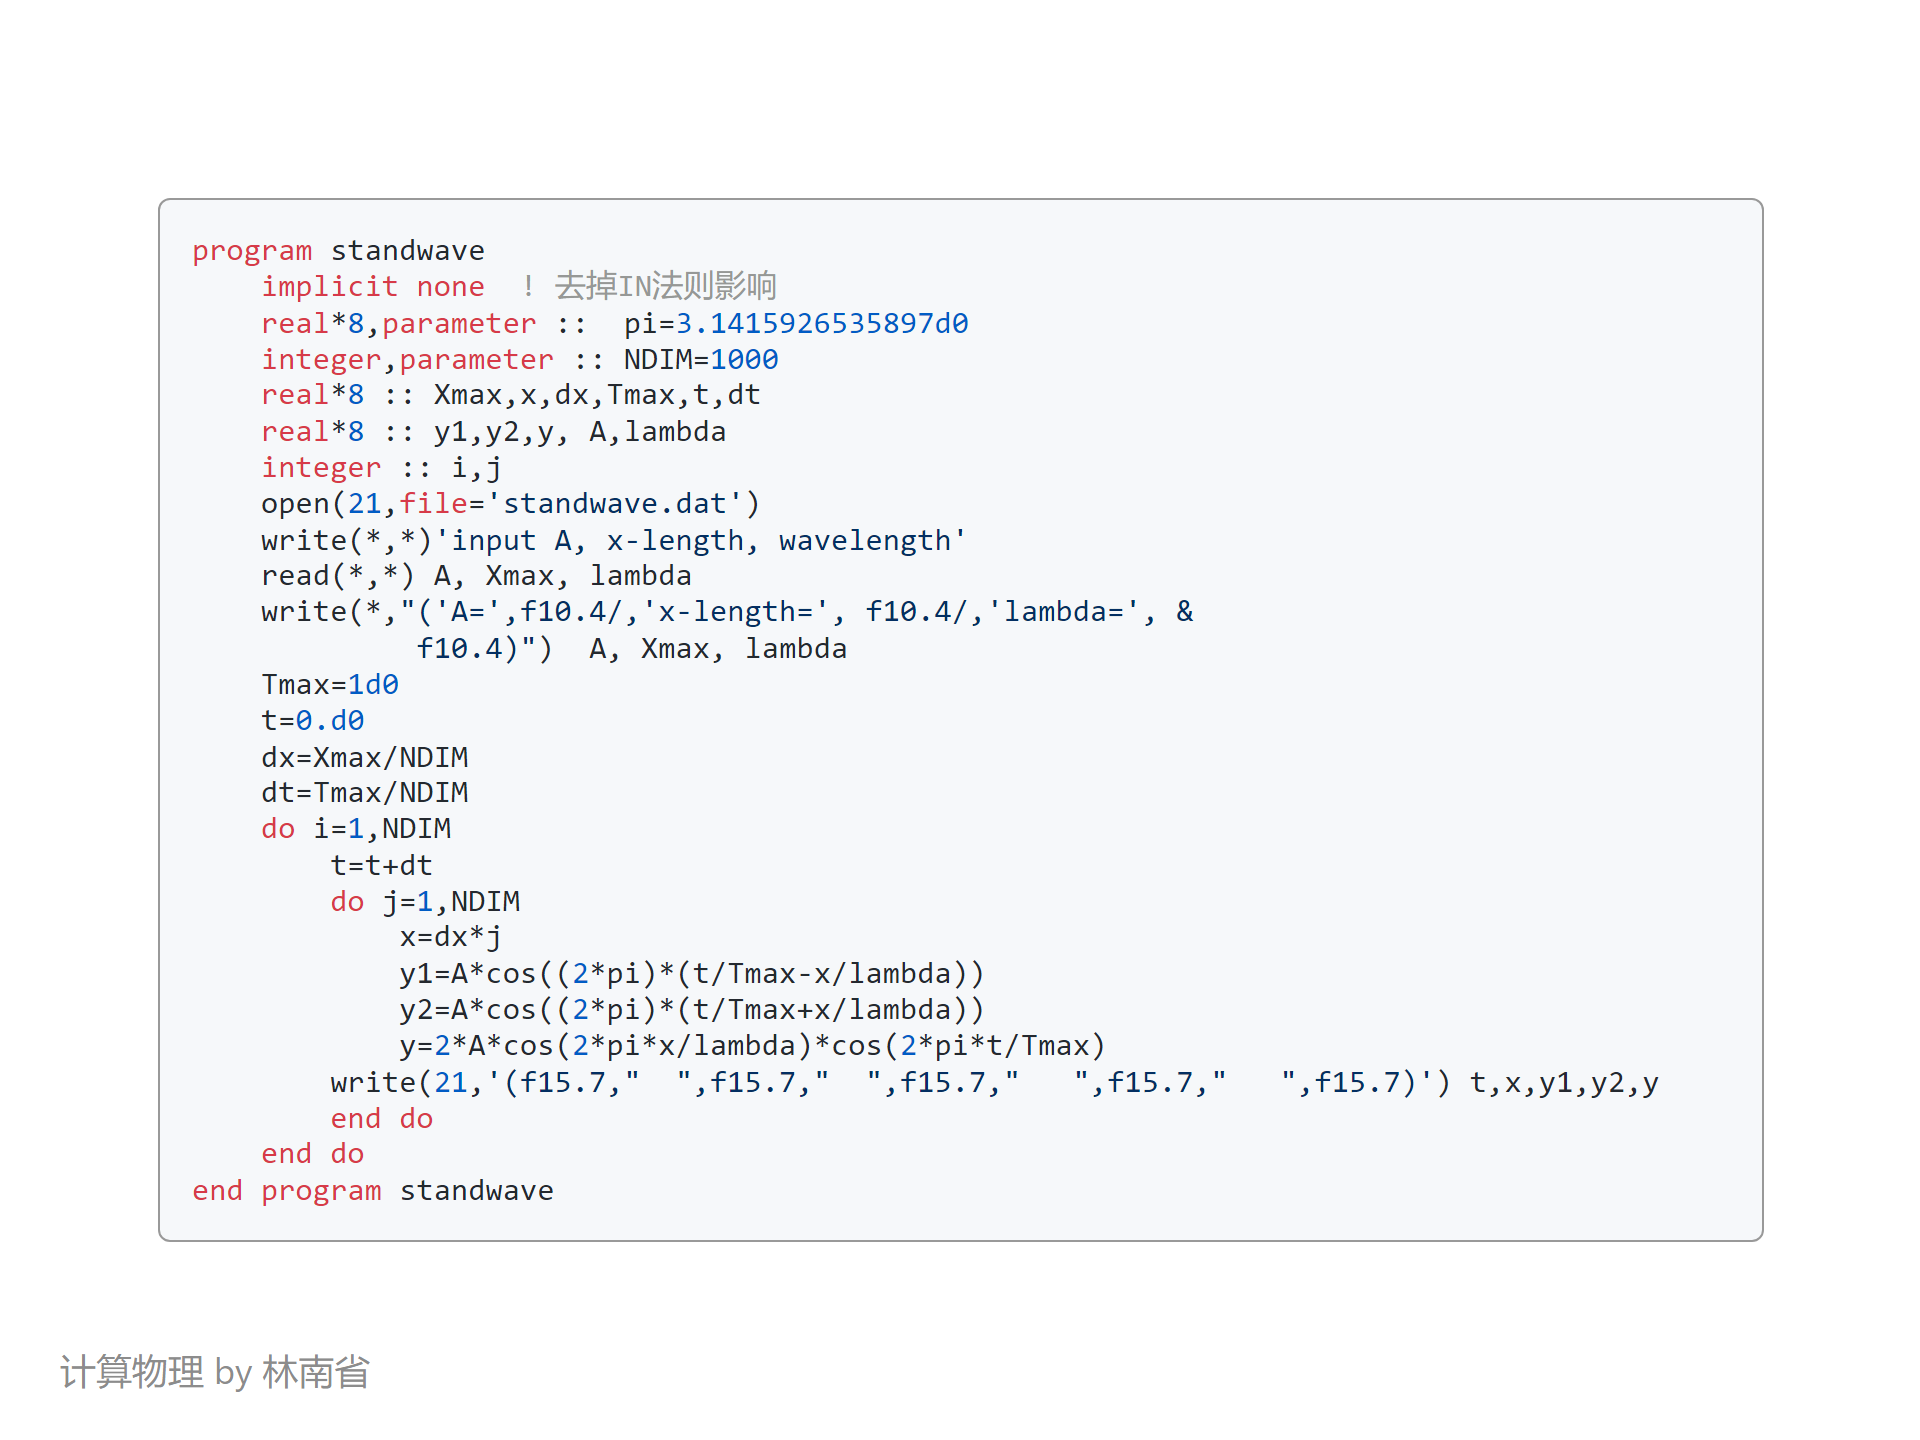 program standwave
    implicit none  ! 去掉IN法则影响
    real*8,parameter ::  pi=3.1415926535897d0
    integer,parameter :: NDIM=1000
    real*8 :: Xmax,x,dx,Tmax,t,dt
    real*8 :: y1,y2,y, A,lambda
    integer :: i,j
    open(21,file='standwave.dat')
    write(*,*)'input A, x-length, wavelength'
    read(*,*) A, Xmax, lambda
    write(*,"('A=',f10.4/,'x-length=', f10.4/,'lambda=', &
             f10.4)")  A, Xmax, lambda
    Tmax=1d0
    t=0.d0
    dx=Xmax/NDIM
    dt=Tmax/NDIM
    do i=1,NDIM
        t=t+dt
        do j=1,NDIM
            x=dx*j
            y1=A*cos((2*pi)*(t/Tmax-x/lambda))
            y2=A*cos((2*pi)*(t/Tmax+x/lambda))
            y=2*A*cos(2*pi*x/lambda)*cos(2*pi*t/Tmax)
        write(21,'(f15.7,"  ",f15.7,"  ",f15.7,"   ",f15.7,"   ",f15.7)') t,x,y1,y2,y
        end do
    end do
end program standwave
计算物理 by 林南省